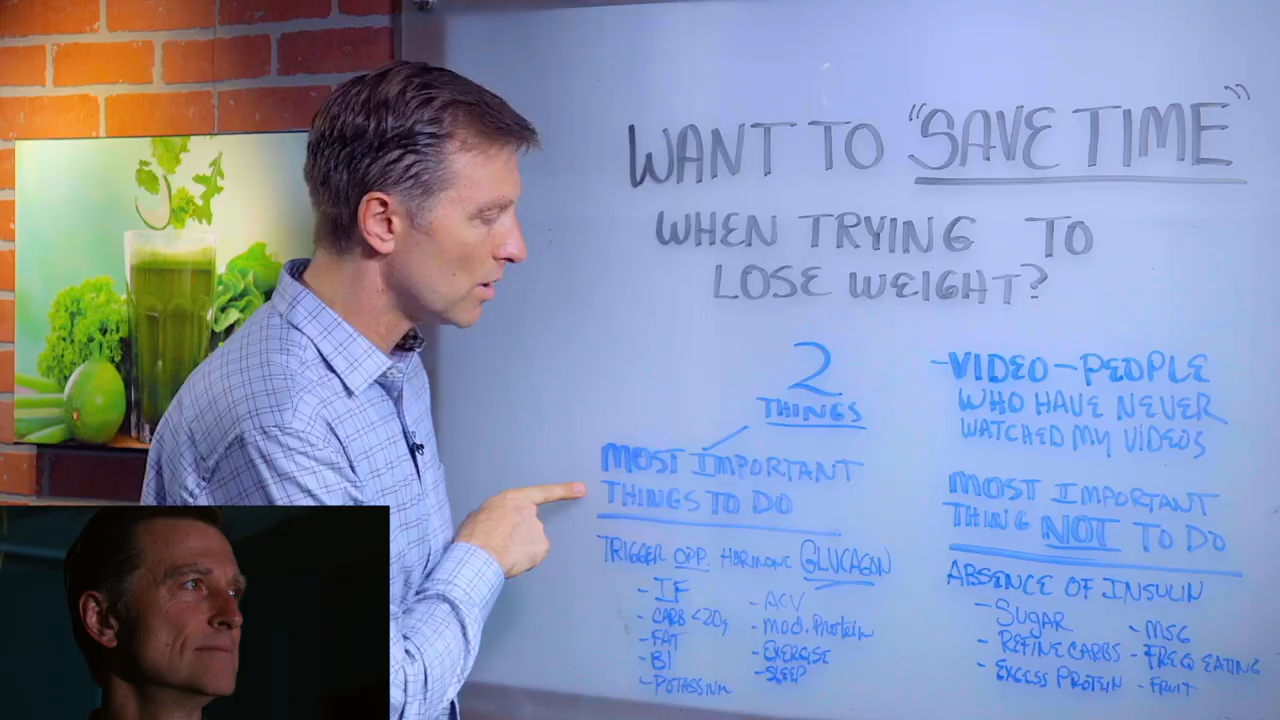 WANT TO "SAVE TIME"
WHEN TRYING TO
LOSE WEIGHT?
2
THINGS
MOST IMPORTANT
THINGS TO DO
TRIGGER OPP. HORMONE GLUCAGON
- IF
- CARB <20g
- FAT
- B1
- POTASSIUM
- ACV
- MOD. PROTEIN
- EXERCISE
- SLEEP
- VIDEO - PEOPLE
WHO HAVE NEVER
WATCHED MY VIDEOS
MOST IMPORTANT
THING NOT TO DO
ABSENCE OF INSULIN
- SUGAR
- REFINE CARBS
- EXCESS PROTEIN
- MSG
- FREQ EATING
- FRUIT